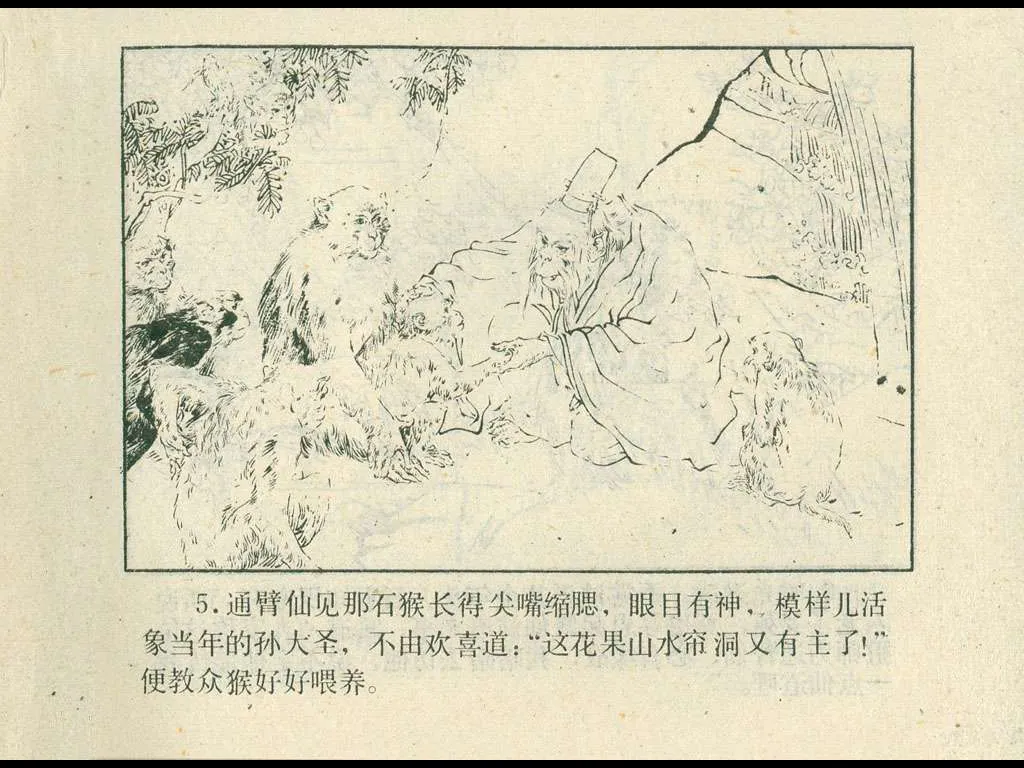 5.通臂仙见那石猴长得尖嘴缩腮，眼目有神，模样儿活
象当年的孙大圣，不由欢喜道：“这花果山水帘洞又有主了！”
便教众猴好好喂养。